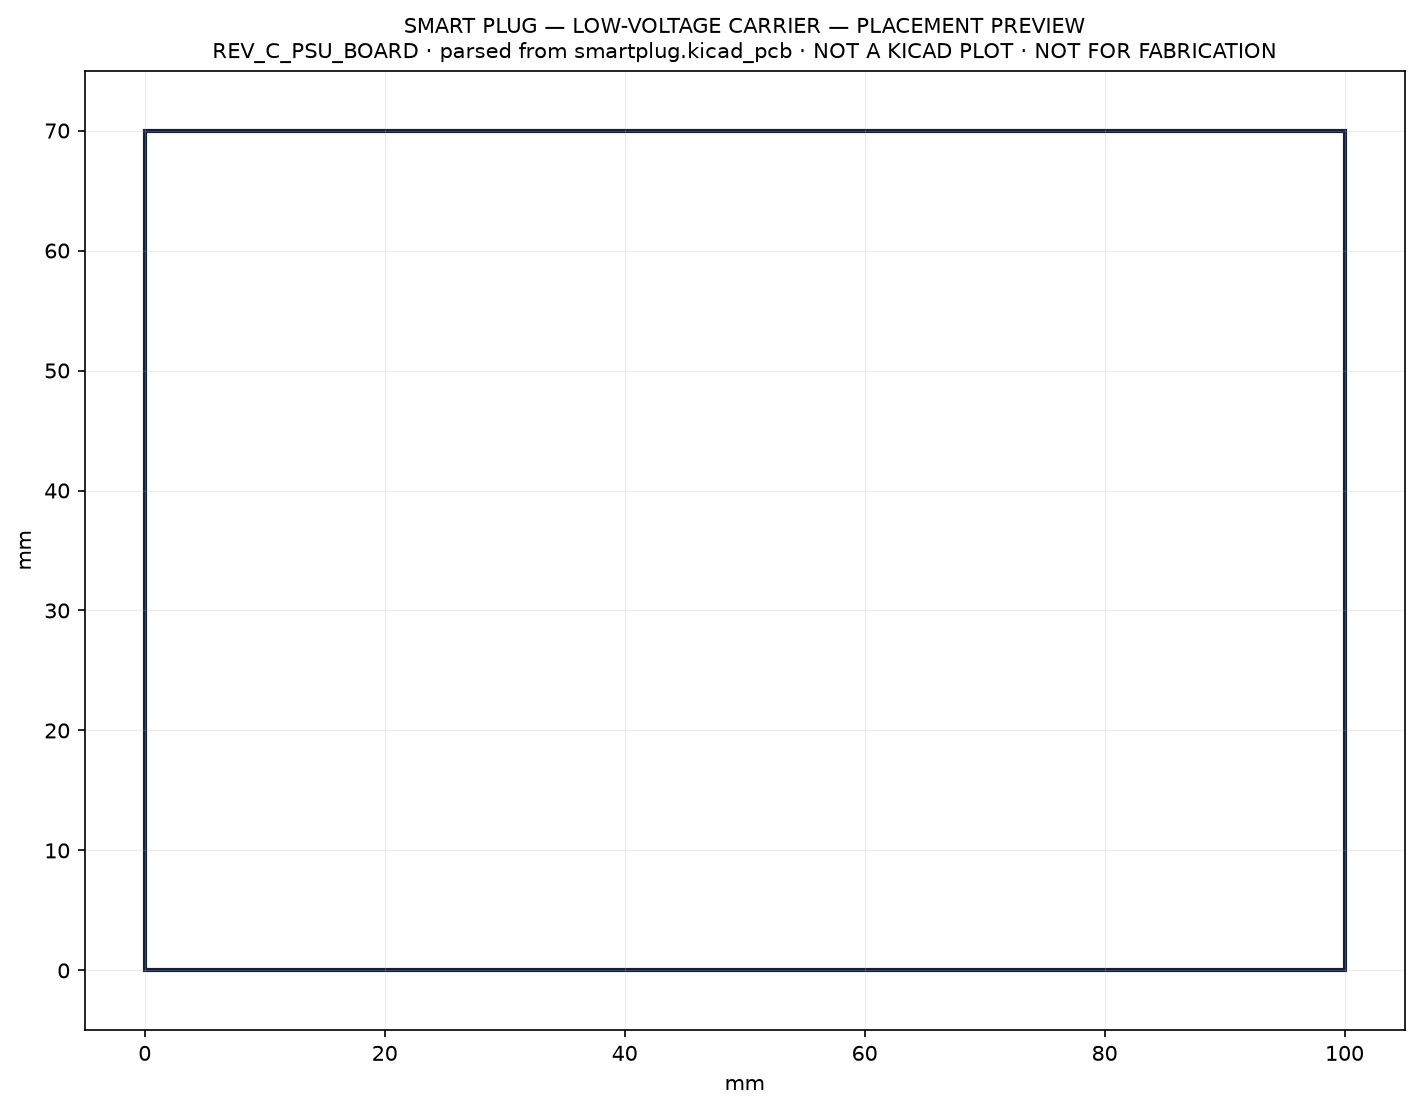 SMART PLUG — LOW-VOLTAGE CARRIER — PLACEMENT PREVIEW
REV_C_PSU_BOARD · parsed from smartplug.kicad_pcb · NOT A KICAD PLOT · NOT FOR FABRICATION
70
60
50
40
30
20
10
0
mm
0 20 40 60 80 100
mm